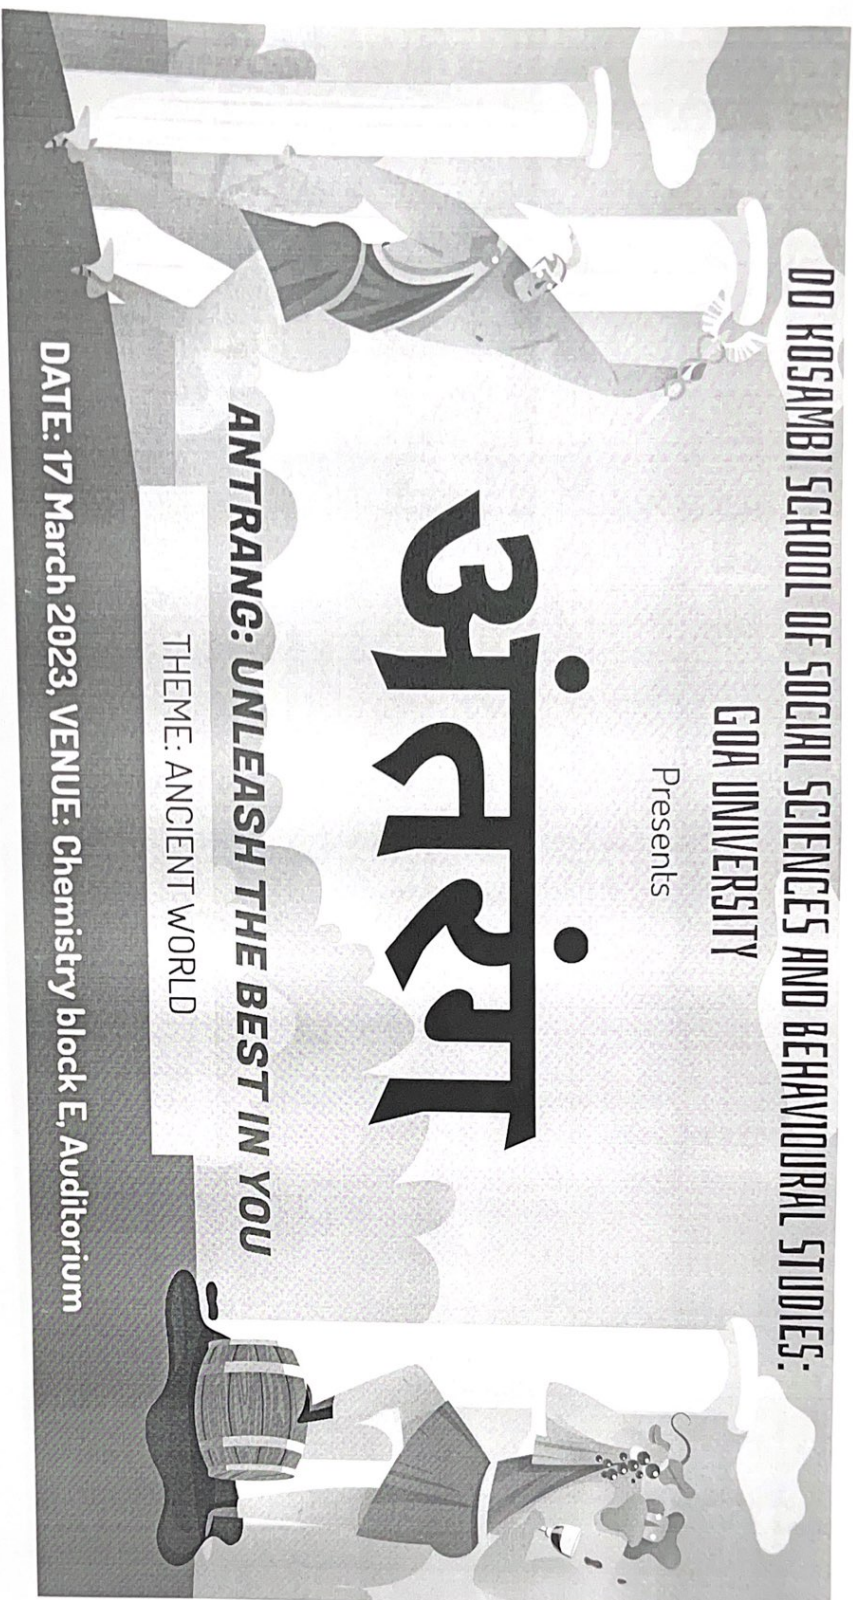 DD KOSAMBI SCHOOL OF SOCIAL SCIENCES AND BEHAVIOURAL STUDIES:
GOA UNIVERSITY
Presents
अंतरंग
ANTRANG: UNLEASH THE BEST IN YOU
THEME: ANCIENT WORLD
DATE: 17 March 2023, VENUE: Chemistry block E, Auditorium